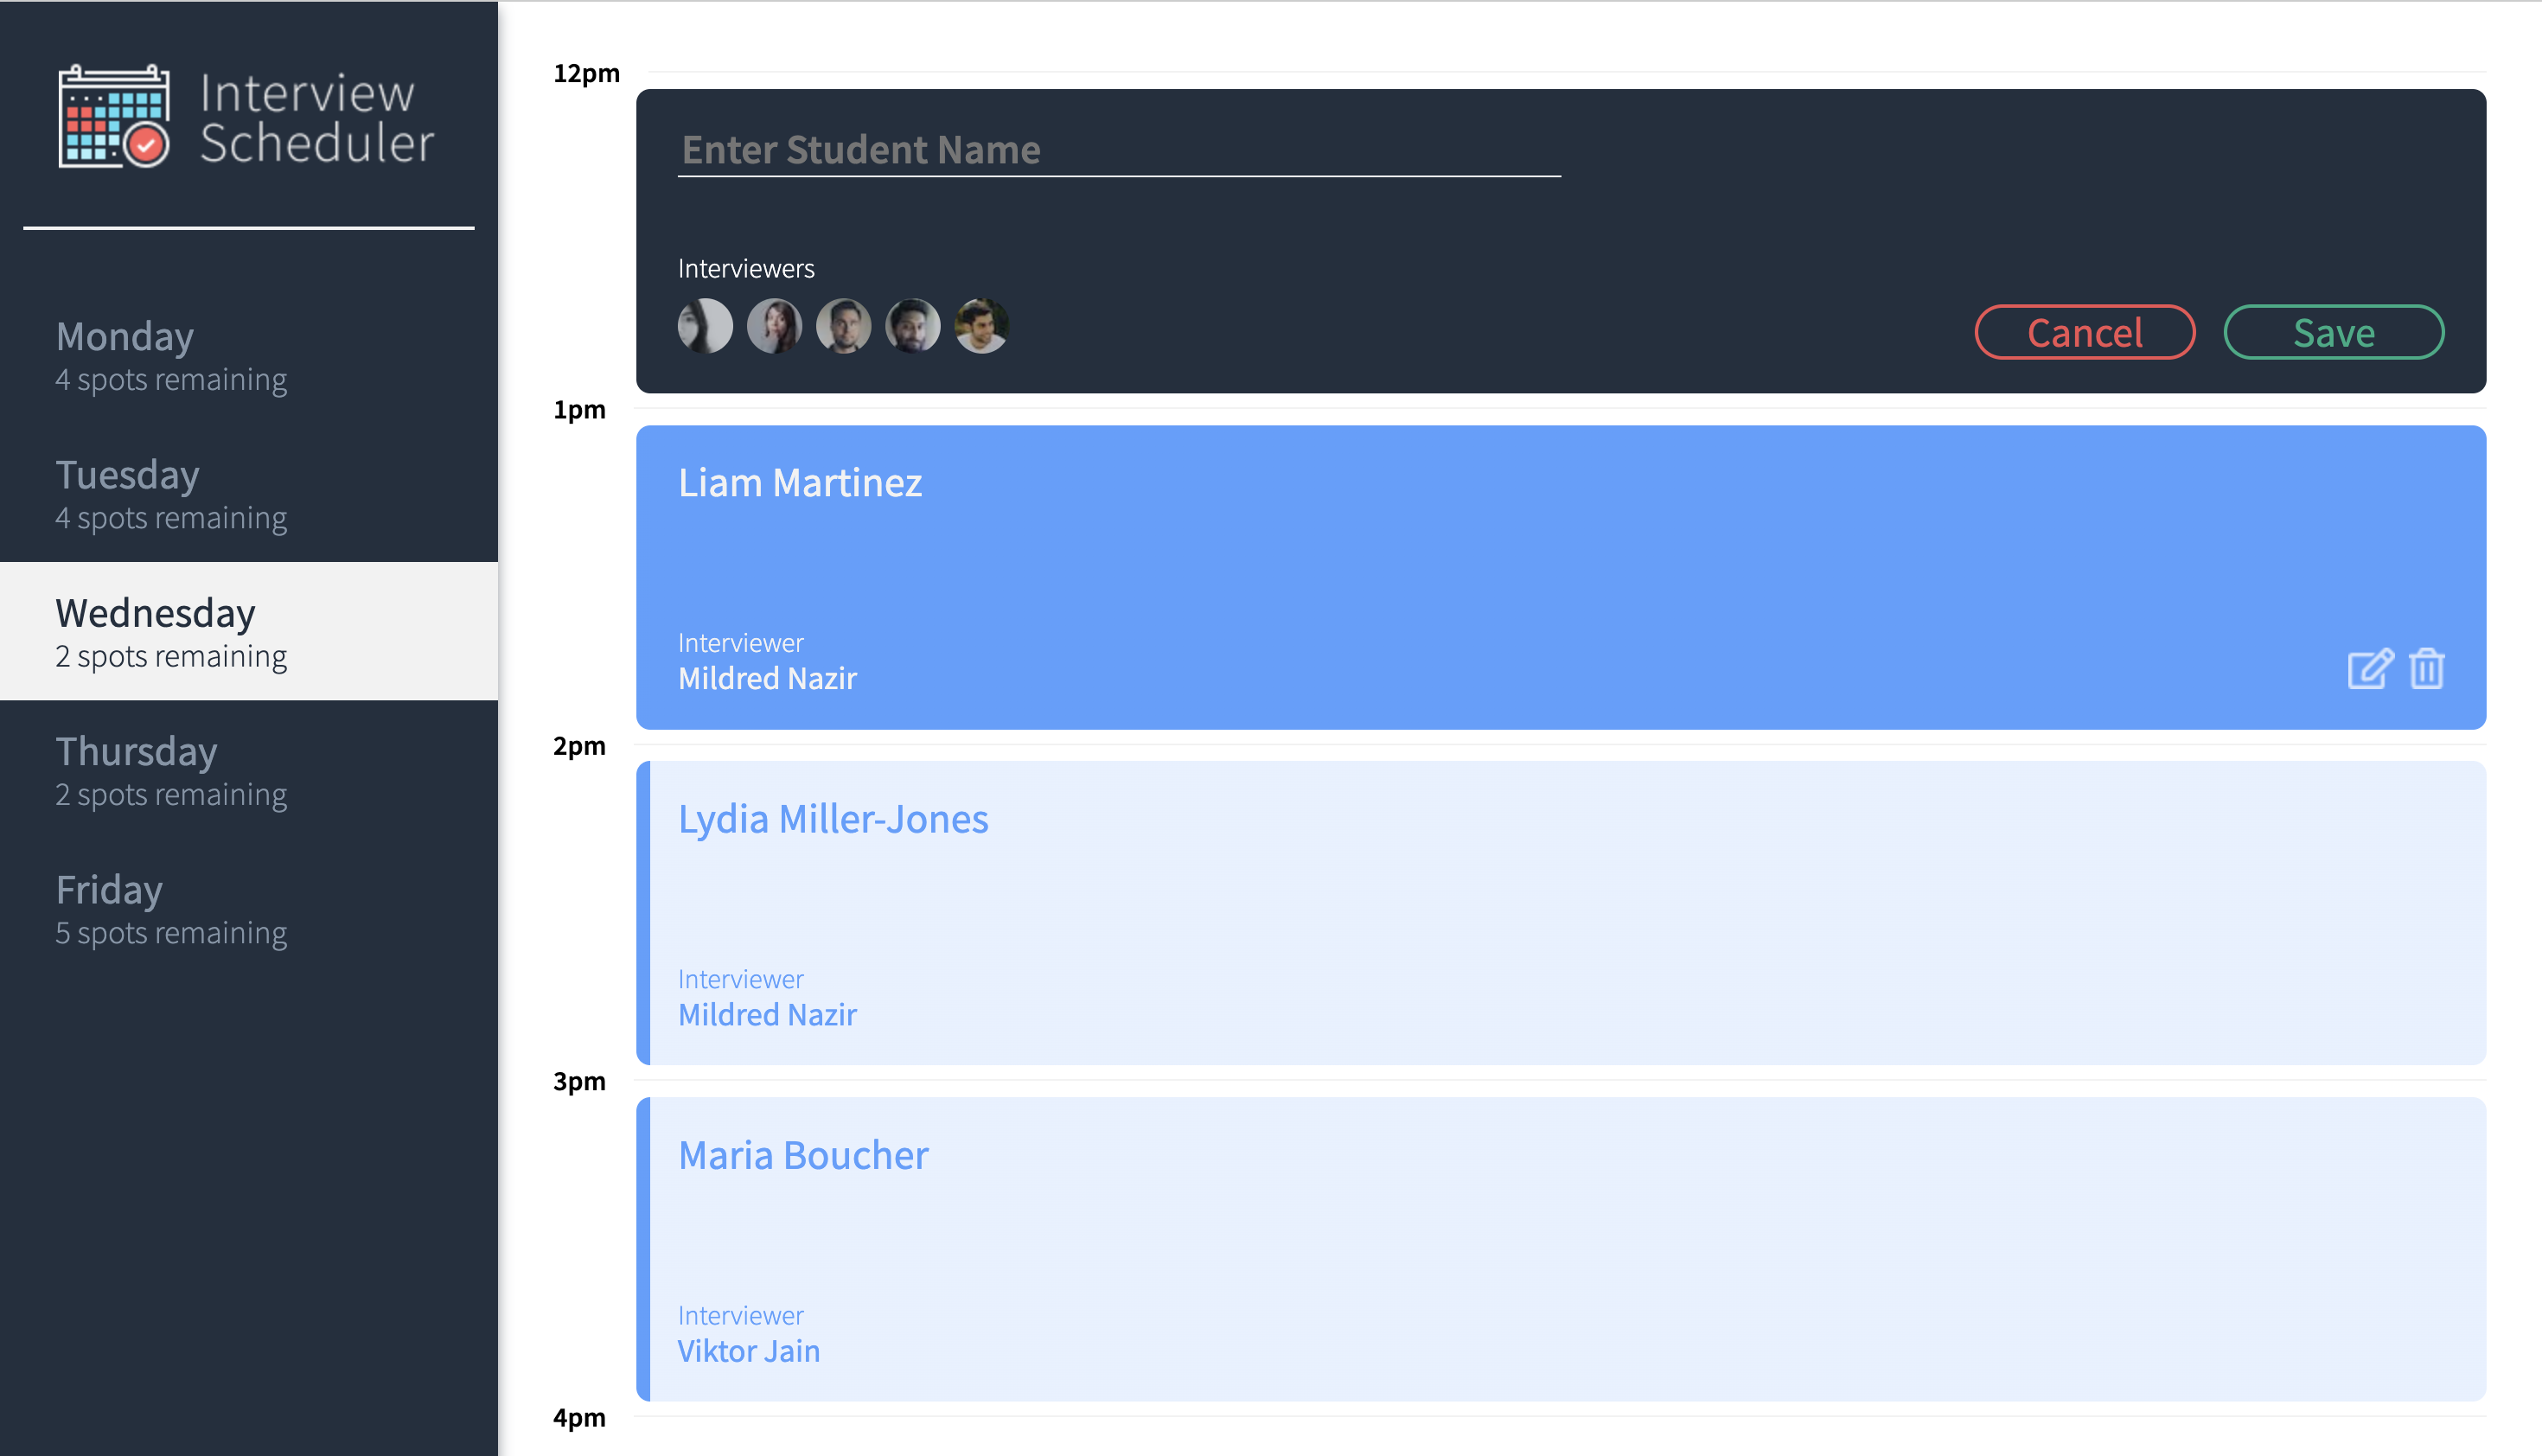 Interview
Scheduler
Monday
4 spots remaining
Tuesday
4 spots remaining
Wednesday
2 spots remaining
Thursday
2 spots remaining
Friday
5 spots remaining
12pm
Enter Student Name
Interviewers
Cancel
Save
1pm
Liam Martinez
Interviewer
Mildred Nazir
2pm
Lydia Miller-Jones
Interviewer
Mildred Nazir
3pm
Maria Boucher
Interviewer
Viktor Jain
4pm